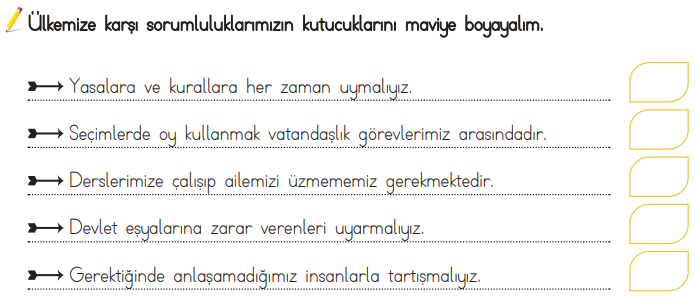 Ülkemize karşı sorumluluklarımızın kutucuklarını maviye boyayalım.
Yasalara ve kurallara her zaman uymalıyız.
Seçimlerde oy kullanmak vatandaşlık görevlerimiz arasındadır.
Derslerimize çalışıp ailemizi üzmememiz gerekmektedir.
Devlet eşyalarına zarar verenleri uyarmalıyız.
Gerektiğinde anlaşamadığımız insanlarla tartışmalıyız.